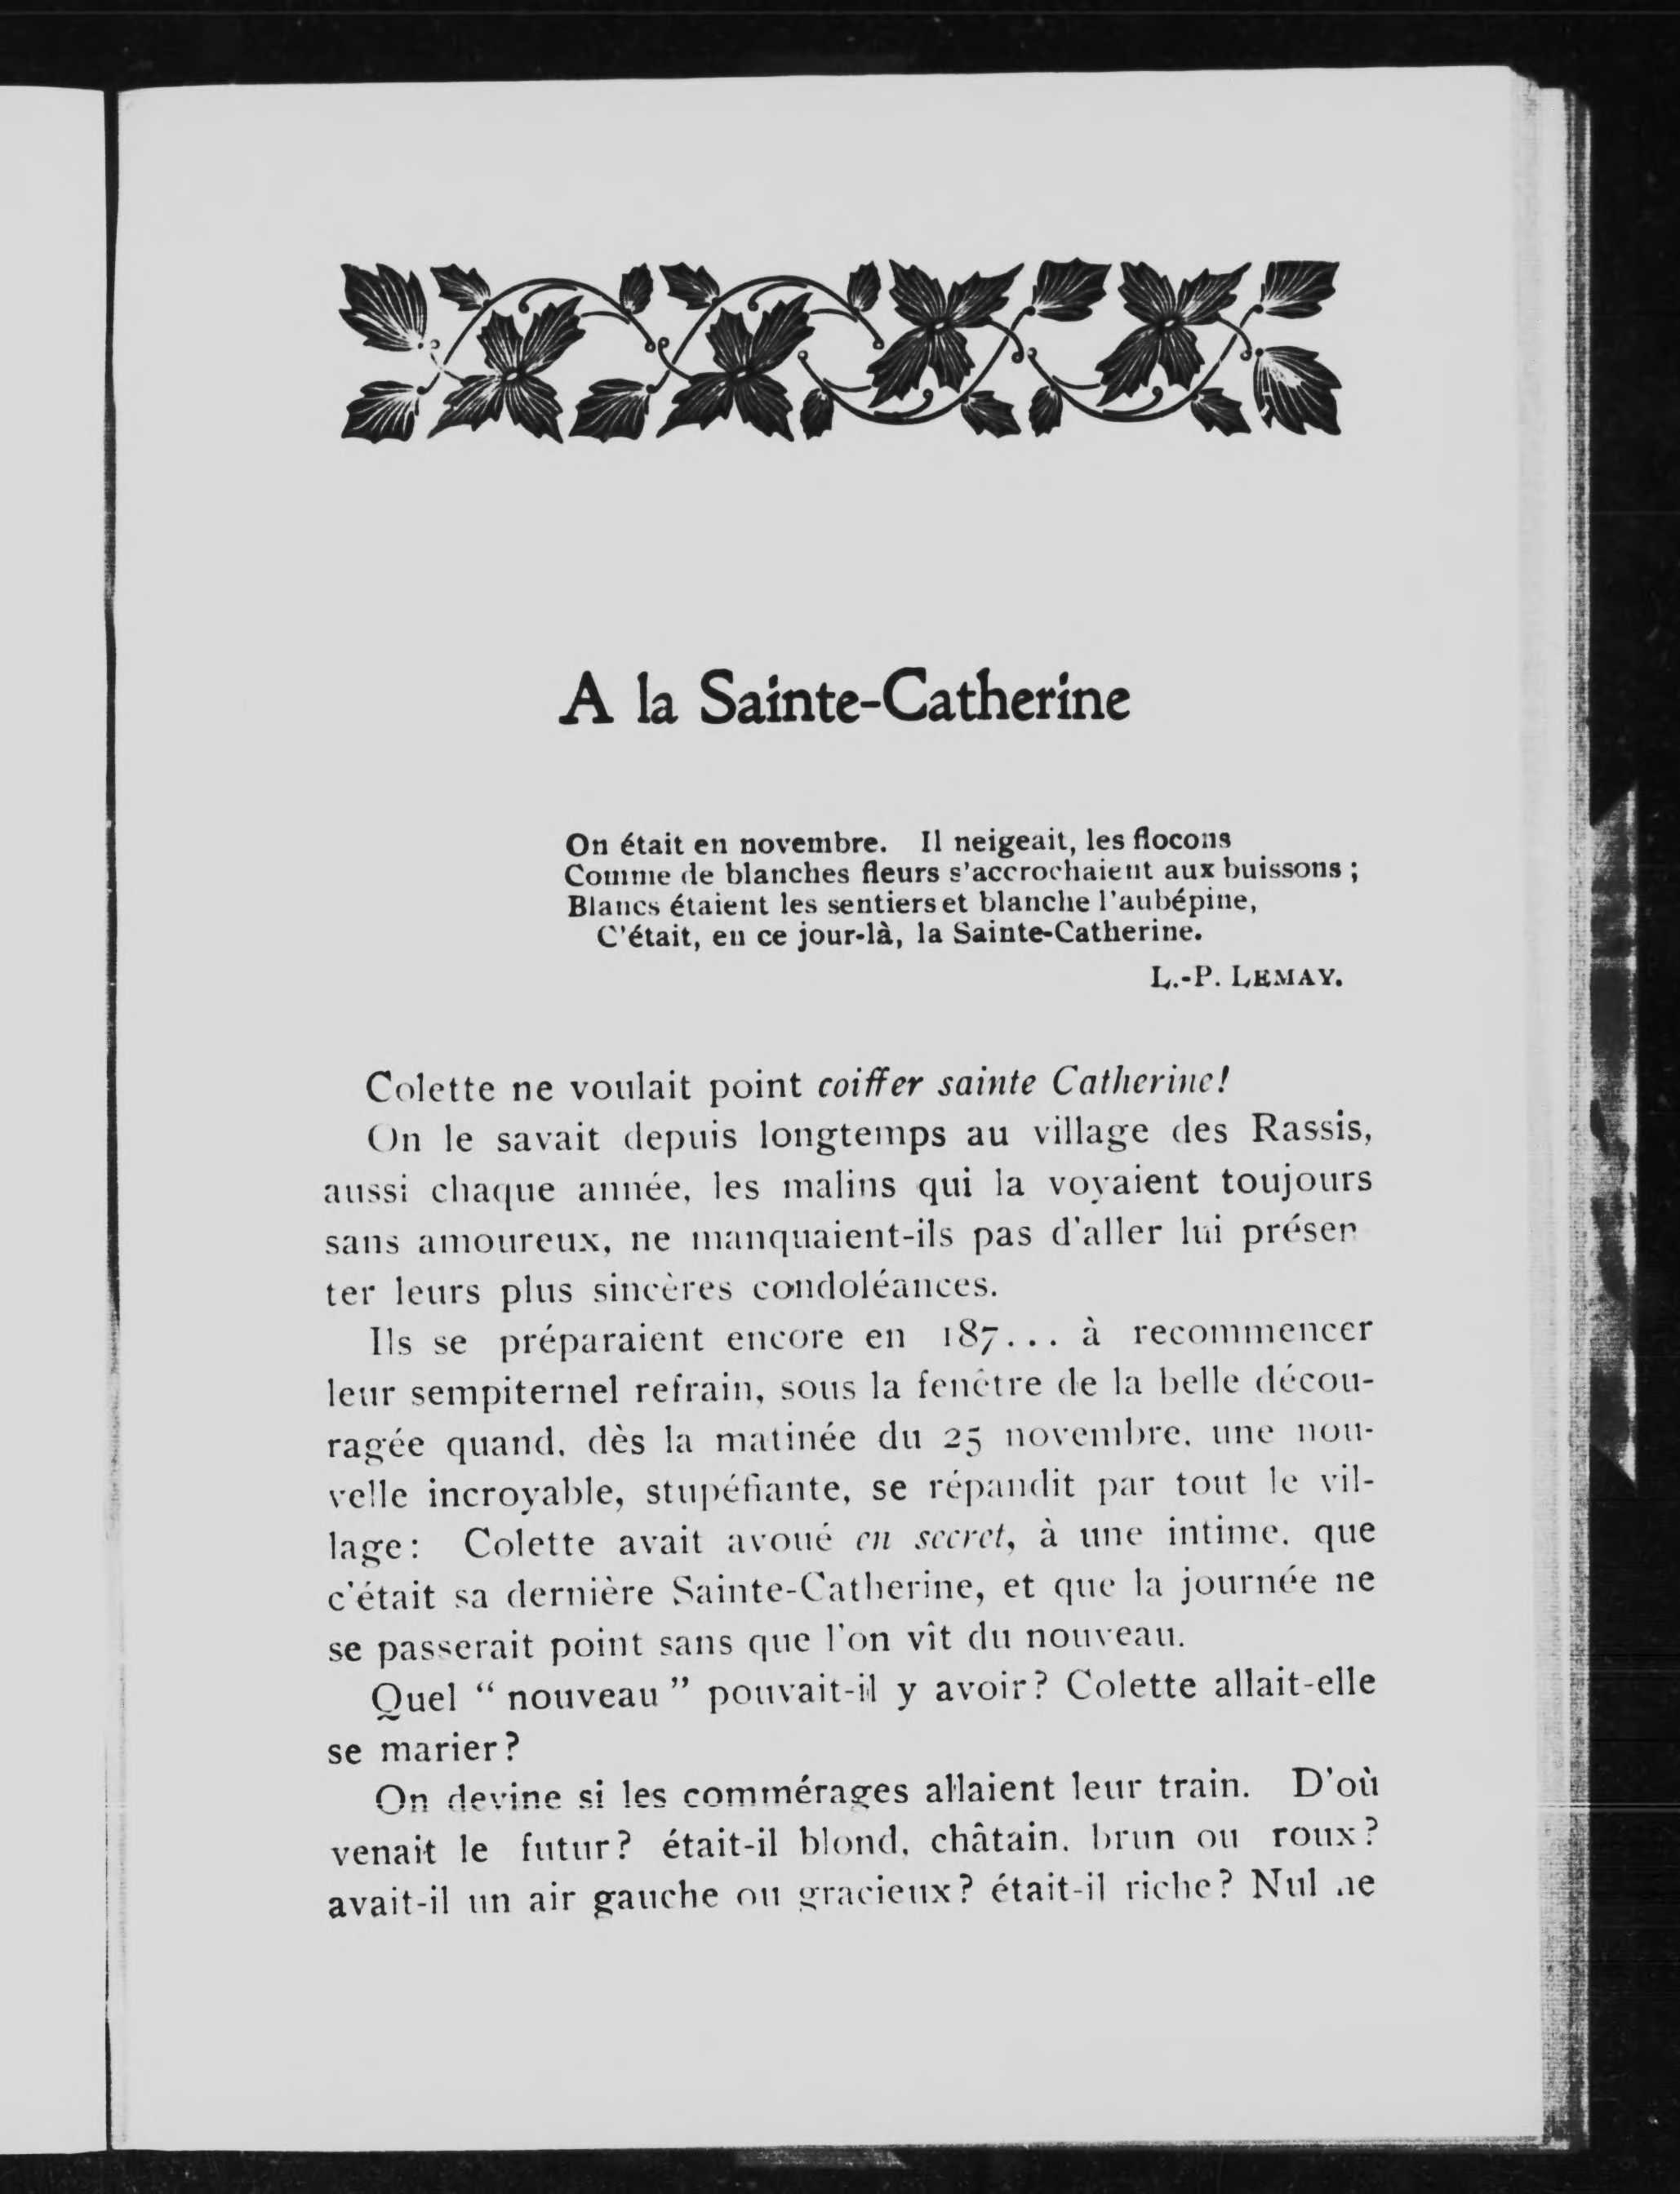 A la Sainte-Catherine
On était en novembre. Il neigeait, les flocons
Comme de blanches fleurs s'accrochaient aux buissons ;
Blancs étaient les sentiers et blanche l'aubépine,
C'était, en ce jour-là, la Sainte-Catherine.
L.-P. LEMAY.
Colette ne voulait point coiffer sainte Catherine!
On le savait depuis longtemps au village des Rassis,
aussi chaque année, les malins qui la voyaient toujours
sans amoureux, ne manquaient-ils pas d'aller lui présen
ter leurs plus sincères condoléances.
Ils se préparaient encore en 187... à recommencer
leur sempiternel refrain, sous la fenêtre de la belle décou-
ragée quand, dès la matinée du 25 novembre, une nou-
velle incroyable, stupéfiante, se répandit par tout le vil-
lage: Colette avait avoué en secret, à une intime, que
c'était sa dernière Sainte-Catherine, et que la journée ne
se passerait point sans que l'on vît du nouveau.
Quel " nouveau " pouvait-il y avoir? Colette allait-elle
se marier?
On devine si les commérages allaient leur train. D'où
venait le futur? était-il blond, châtain, brun ou roux?
avait-il un air gauche ou gracieux? était-il riche? Nul ne